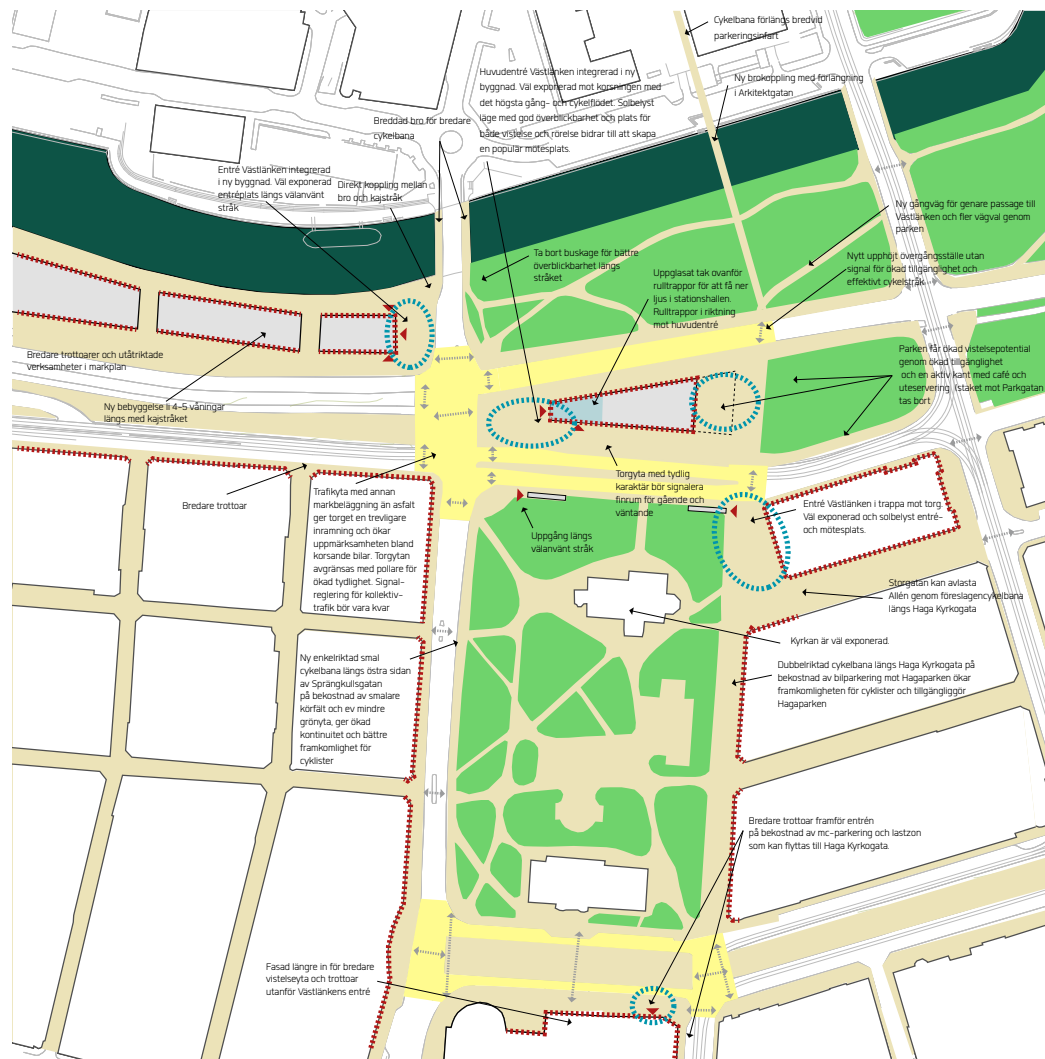 Cykelbana förlängs bredvid
parkeringsinfart
Huvudentré Västlänken integrerad i ny
byggnad. Väl exponerad mot korsningen med
det högsta gång- och cykelflödet. Solbelyst
läge med god överblickbarhet och plats för
både vistelse och rörelse bidrar till att skapa
en populär mötesplats.
Ny brokoppling med förlängning
i Arkitektgatan
Breddad bro för bredare
cykelbana
Entré Västlänken integrerad
i ny byggnad. Väl exponerad
entréplats längs välanvänt
stråk
Direkt koppling mellan
bro och kajstråk
Ny gångväg för genare passage till
Västlänken och fler vägval genom
parken
Ta bort buskage för bättre
överblickbarhet längs
stråket
Uppglasat tak ovanför
rulltrappor för att få ner
ljus i stationshallen.
Rulltrappor i riktning
mot huvudentré
Nytt upphöjt övergångsställe utan
signal för ökad tillgänglighet och
effektivt cykelstråk
Bredare trottoarer och utåtriktade
verksamheter i markplan
Parken får ökad vistelsepotential
genom ökad tillgänglighet
och en aktiv kant med café och
uteservering (staket mot Parkgatan
tas bort
Ny bebyggelse li 4-5 våningar
längs med kajstråket
Bredare trottoar
Trafikyta med annan
markbeläggning än asfalt
ger torget en trevligare
inramning och ökar
uppmärksamheten bland
korsande bilar. Torgytan
avgränsas med pollare för
ökad tydlighet. Signal-
reglering för kollektiv-
trafik bör vara kvar
Torgyta med tydlig
karaktär bör signalera
finrum för gående och
väntande
Uppgång längs
välanvänt stråk
Entré Västlänken i trappa mot torg.
Väl exponerad och solbelyst entré-
och mötesplats.
Storgatan kan avlasta
Allén genom föreslagencykelbana
längs Haga Kyrkogata
Kyrkan är väl exponerad.
Ny enkelriktad smal
cykelbana längs östra sidan
av Sprängkullsgatan
på bekostnad av smalare
körfält och ev mindre
grönyta, ger ökad
kontinuitet och bättre
framkomlighet för
cyklister
Dubbelriktad cykelbana längs Haga Kyrkogata på
bekostnad av bilparkering mot Hagaparken ökar
framkomligheten för cyklister och tillgängliggör
Hagaparken
Bredare trottoar framför entrén
på bekostnad av mc-parkering och lastzon
som kan flyttas till Haga Kyrkogata.
Fasad längre in för bredare
vistelseyta och trottoar
utanför Västlänkens entré